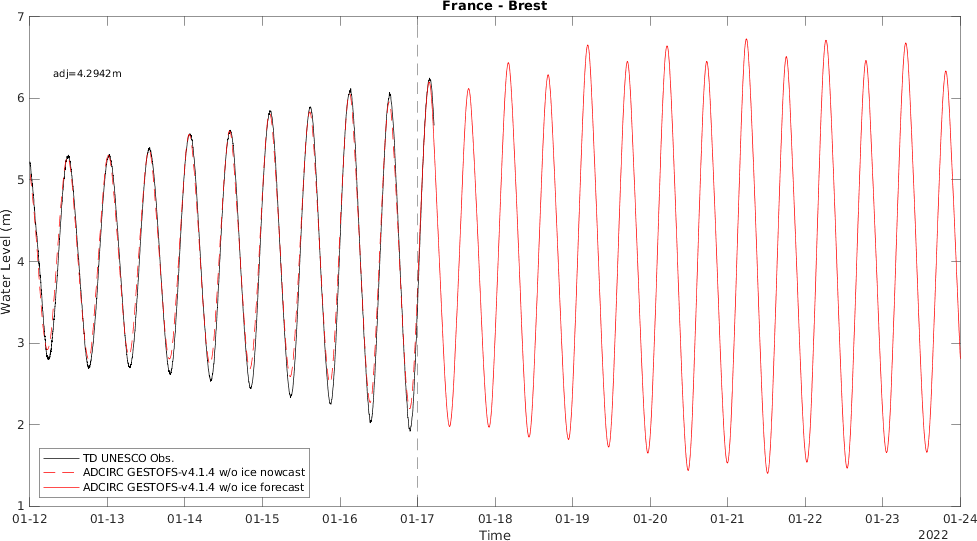 France - Brest
7
6
5
4
3
2
1
Water Level (m)
adj=4.2942m
TD UNESCO Obs.
ADCIRC GESTOFS-v4.1.4 w/o ice nowcast
ADCIRC GESTOFS-v4.1.4 w/o ice forecast
01-12 01-13 01-14 01-15 01-16 01-17 01-18 01-19 01-20 01-21 01-22 01-23 01-24
Time
2022